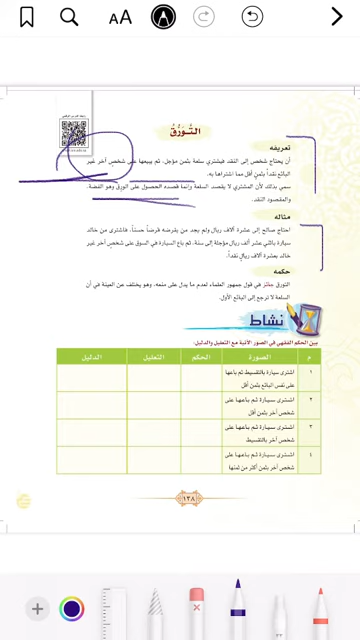 AA
التَّوَرُّقُ
تعريفه
أن يحتاج شخص إلى النقد فيشتري سلعة بثمن مؤجل، ثم يبيعها على شخص آخر غير
البائع نقداً بثمن أقل مما اشتراها به.
سمي بذلك لأن المشتري لا يقصد السلعة وإنما قصده الحصول على الورق وهو الفضة،
والمقصود النقد.
مثاله
احتاج صالح إلى عشرة آلاف ريال ولم يجد من يقرضه قرضاً حسناً، فاشترى من خالد
سيارة باثني عشر ألف ريال مؤجلة إلى سنة، ثم باع السيارة في السوق على شخص آخر غير
خالد بعشرة آلاف ريال نقداً.
حكمه
التورق جائز في قول جمهور العلماء لعدم ما يدل على منعه، وهو يختلف عن العينة في أن
السلعة لا ترجع إلى البائع الأول.
نشاط
بين الحكم الفقهي في الصور الآتية مع التعليل والدليل:
م الصورة الحكم التعليل الدليل
١ اشترى سيارة بالتقسيط ثم باعها
على نفس البائع بثمن أقل
٢ اشترى سيارة ثم باعها على
شخص آخر بثمن أقل
٣ اشترى سيارة ثم باعها على
شخص آخر بالتقسيط
٤ اشترى سيارة ثم باعها على
شخص آخر بثمن أكثر من ثمنها
١٣٨